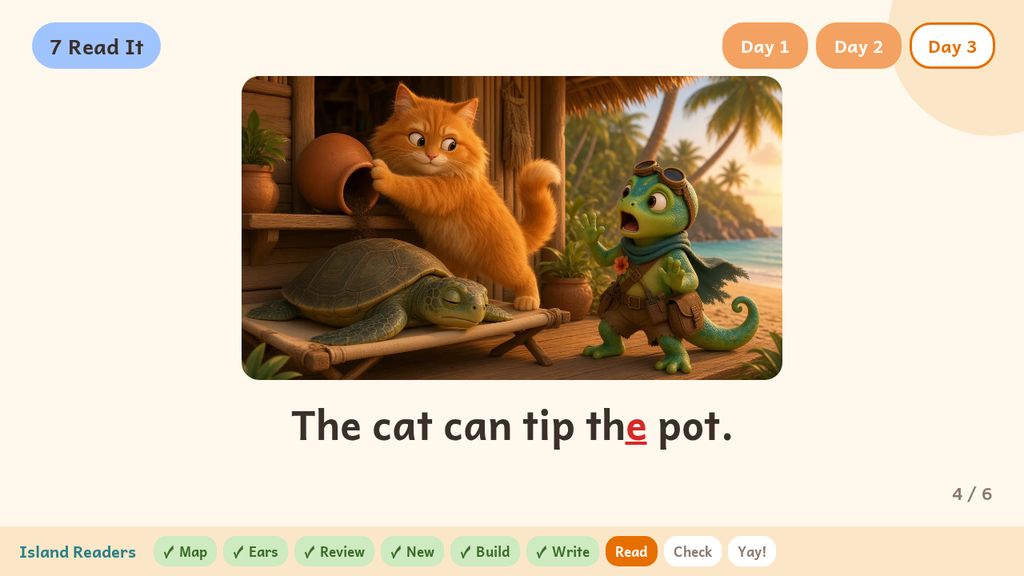 7 Read It
Day 1
Day 2
Day 3
The cat can tip the pot.
4 / 6
Island Readers
✓ Map
✓ Ears
✓ Review
✓ New
✓ Build
✓ Write
Read
Check
Yay!